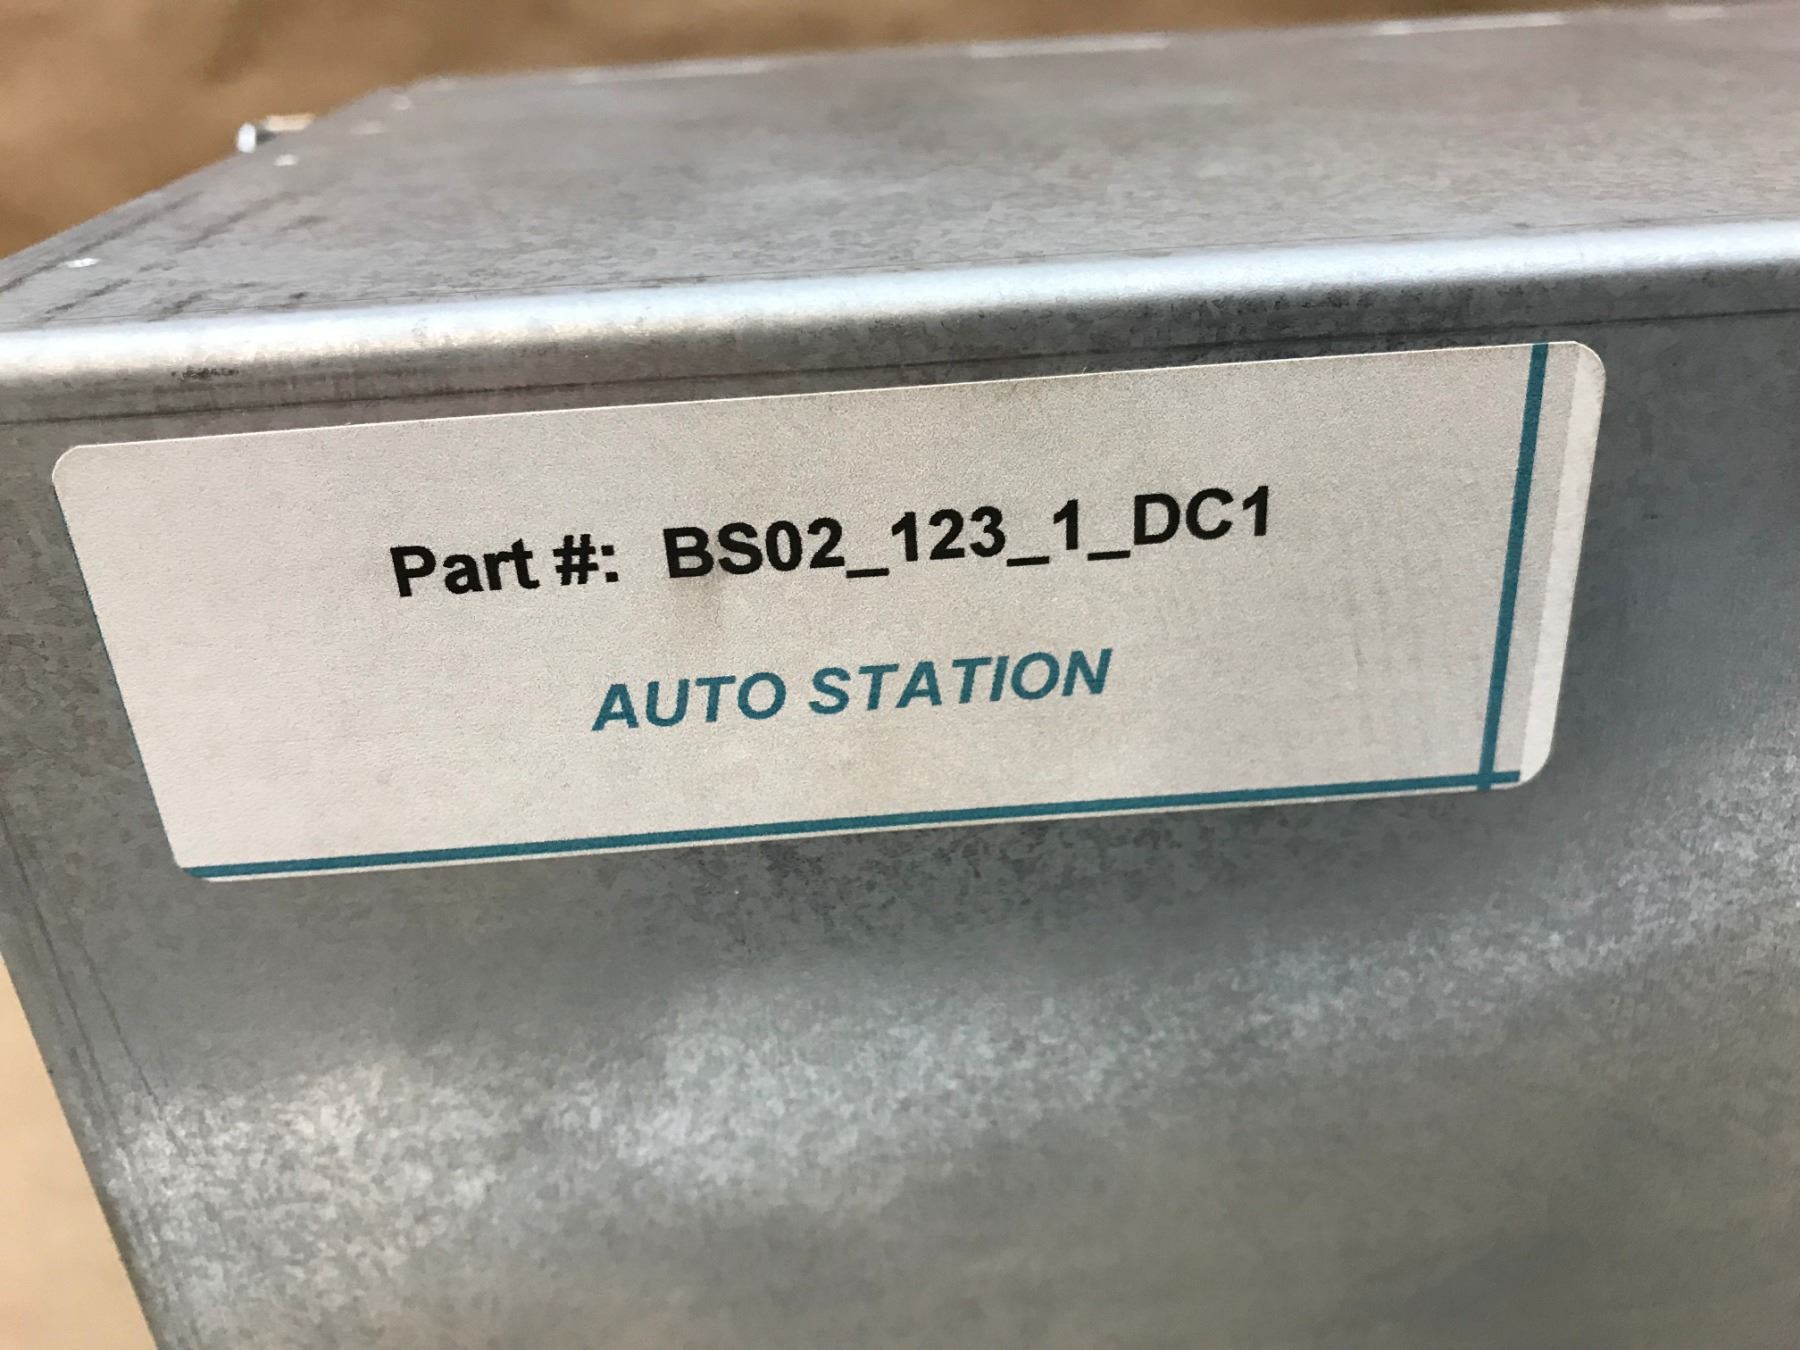 Part #: BS02_123_1_DC1
AUTO STATION